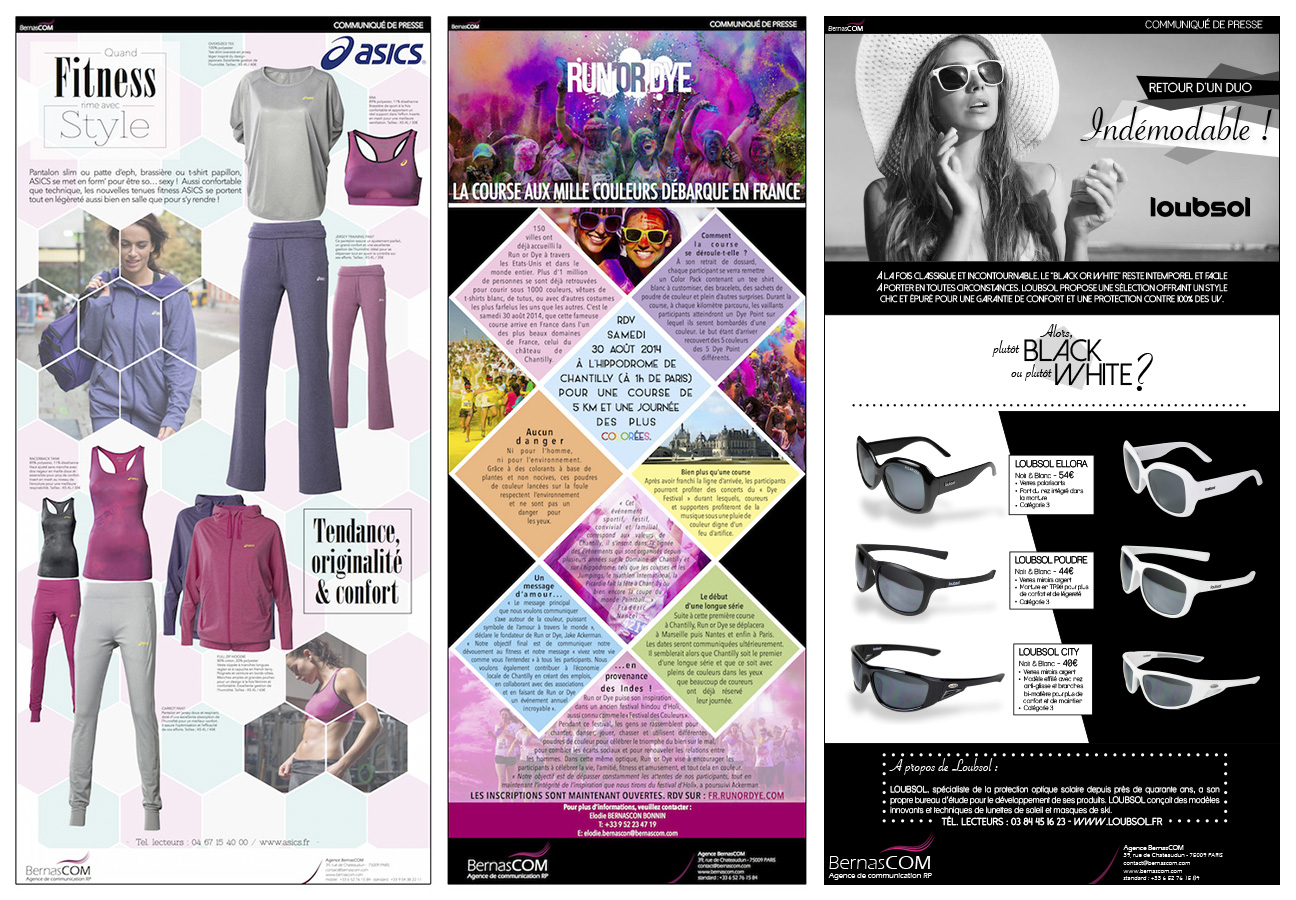 BernasCOM
COMMUNIQUÉ DE PRESSE
asics
Quand
Fitness
rime avec
Style
Pantalon slim ou patte d'eph, brassière ou t-shirt papillon,
ASICS se met en form' pour être so... sexy ! Aussi confortable
que technique, les nouvelles tenues fitness ASICS se portent
tout en légèreté aussi bien en salle que pour s'y rendre !
Tendance,
originalité
& confort
Tel. lecteurs : 04 67 15 40 00 / www.asics.fr
BernasCOM
Agence de communication RP
Agence BernasCOM
39, rue de Chateaudun - 75009 PARIS
contact@bernascom.com
www.bernascom.com
BernasCOM
COMMUNIQUÉ DE PRESSE
RUN OR DYE
LA COURSE AUX MILLE COULEURS DÉBARQUE EN FRANCE
150
villes ont
déjà accueilli la
Run or Dye à travers
les Etats-Unis et dans le
monde entier. Plus d'1 million
de personnes se sont déjà retrouvées
pour courir sous 1000 couleurs, vêtues de
t-shirts blanc, de tutus, ou avec d'autres costumes
les plus farfelus les uns que les autres. C'est le
samedi 30 août 2014, que cette fameuse
course arrive en France dans l'un
des plus beaux domaines
de France, celui du
château de
Chantilly.
Comment
la course
se déroule-t-elle ?
A son retrait de dossard,
chaque participant se verra remettre
un Color Pack contenant un tee shirt
blanc à customiser, des bracelets, des sachets de
poudre de couleur et plein d'autres surprises. Durant la
course, à chaque kilomètre parcouru, les vaillants
participants atteindront un Dye Point sur
lequel ils seront bombardés d'une
couleur. Le but étant d'arriver
recouvert des 5 couleurs
des 5 Dye Point
différents.
RDV
SAMEDI
30 AOÛT 2014
À L'HIPPODROME DE
CHANTILLY (À 1h DE PARIS)
POUR UNE COURSE DE
5 KM ET UNE JOURNÉE
DES PLUS
COLORÉES.
Aucun
danger
Ni pour l'homme,
ni pour l'environnement.
Grâce à des colorants à base de
plantes et non nocives, ces poudres
de couleur lancées sur la foule
respectent l'environnement
et ne sont pas un
danger pour
les yeux.
Bien plus qu'une course
Après avoir franchi la ligne d'arrivée, les participants
pourront profiter des concerts du « Dye
Festival » durant lesquels, coureurs
et supporters profiteront de la
musique sous une pluie de
couleur digne d'un
feu d'artifice.
« Cet
événement
sportif, festif,
convivial et familial
correspond aux valeurs de
Chantilly, il s'inscrit dans la lignée
des événements qui sont organisés depuis
plusieurs années sur le Domaine de Chantilly et
sur l'hippodrome, tels que les courses et les
Jumpings, le triathlon International, la
Picardie fait la fête à Chantilly ou
bien encore la coupe du
monde Paintball... »
Frédéric
Nancel
Un
message
d'amour...
« Le message principal
que nous voulons communiquer
s'axe autour de la couleur, puissant
symbole de l'amour à travers le monde »,
déclare le fondateur de Run or Dye, Jake Ackerman.
« Notre objectif final est de communiquer notre
dévouement au fitness et notre message « vivez votre vie
comme vous l'entendez » à tous les participants. Nous
voulons également contribuer à l'économie
locale de Chantilly en créant des emplois,
en collaborant avec des associations
et en faisant de Run or Dye
un événement annuel
incroyable ».
Le début
d'une longue série
Suite à cette première course
à Chantilly, Run or Dye se déplacera
à Marseille puis Nantes et enfin à Paris.
Les dates seront communiquées ultérieurement.
Il semblerait alors que Chantilly soit le premier
d'une longue série et que ce soit avec
pleins de couleurs dans les yeux
que beaucoup de coureurs
ont déjà réservé
leur journée.
...en
provenance
des Indes !
Run or Dye puise son inspiration
dans un ancien festival hindou d'Holi,
aussi connu comme le « Festival des Couleurs ».
Pendant ce festival, les gens se rassemblent pour
chanter, danser, jouer, chasser et utilisent différentes
poudres de couleur pour célébrer le triomphe du bien sur le mal,
pour combler les écarts sociaux et pour renouveler les relations entre
les hommes. Dans cette même optique, Run or Dye vise à encourager les
participants à célébrer la vie, l'amitié, fitness et amusement, et tout cela en couleur.
« Notre objectif est de dépasser constamment les attentes de nos participants, tout en
maintenant l'intégrité de l'inspiration que nous tirons du festival d'Holi», a poursuivi Ackerman.
LES INSCRIPTIONS SONT MAINTENANT OUVERTES. RDV SUR : FR.RUNORDYE.COM
Pour plus d'informations, veuillez contacter :
Elodie BERNASCON BONNIN
T: +33 9 52 23 47 19
E: elodie.bernascon@bernascom.com
BernasCOM
Agence de communication RP
Agence BernasCOM
39, rue de Chateaudun - 75009 PARIS
contact@bernascom.com
www.bernascom.com
standard : +33 6 52 76 15 84
BernasCOM
COMMUNIQUÉ DE PRESSE
RETOUR D'UN DUO
Indémodable !
loubsol
À LA FOIS CLASSIQUE ET INCONTOURNABLE, LE "BLACK OR WHITE" RESTE INTEMPOREL ET FACILE
À PORTER EN TOUTES CIRCONSTANCES. LOUBSOL PROPOSE UNE SÉLECTION OFFRANT UN STYLE
CHIC ET ÉPURÉ POUR UNE GARANTIE DE CONFORT ET UNE PROTECTION CONTRE 100% DES UV.
Alors,
plutôt BLACK
ou plutôt WHITE ?
LOUBSOL ELLORA
Noir & Blanc - 54€
• Verres polarisants
• Pont du nez intégré dans
la monture
• Catégorie 3
LOUBSOL POUDRE
Noir & Blanc - 44€
• Verres miroirs argent
• Monture en TR90 pour plus
de confort et de légereté
• Catégorie 3
LOUBSOL CITY
Noir & Blanc - 40€
• Verres miroirs argent
• Modèle effilé avec nez
anti-glisse et branches
bi-matière pour plus de
confort et de maintien
• Catégorie 3
A propos de Loubsol :
LOUBSOL, spécialiste de la protection optique solaire depuis près de quarante ans, a son
propre bureau d'étude pour le développement de ses produits. LOUBSOL conçoit des modèles
innovants et techniques de lunettes de soleil et masques de ski.
TÉL. LECTEURS : 03 84 45 16 23 - WWW.LOUBSOL.FR
BernasCOM
Agence de communication RP
Agence BernasCOM
39, rue de Chateaudun - 75009 PARIS
contact@bernascom.com
www.bernascom.com
standard : +33 6 52 76 15 84